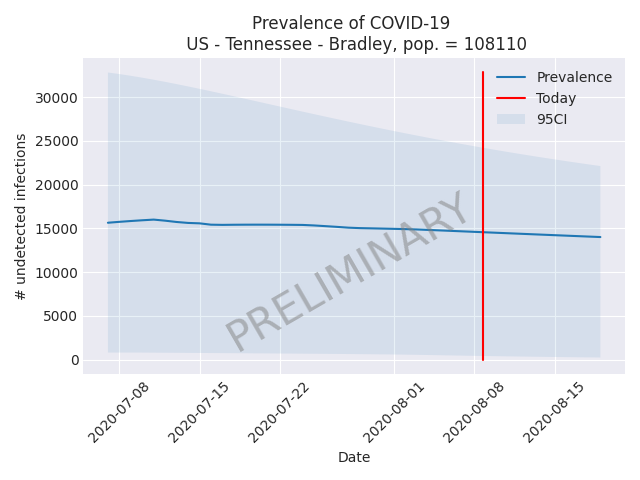 Prevalence of COVID-19
US - Tennessee - Bradley, pop. = 108110
Prevalence
Today
95CI
30000
25000
20000
15000
10000
5000
0
# undetected infections
PRELIMINARY
2020-07-08
2020-07-15
2020-07-22
2020-08-01
2020-08-08
2020-08-15
Date